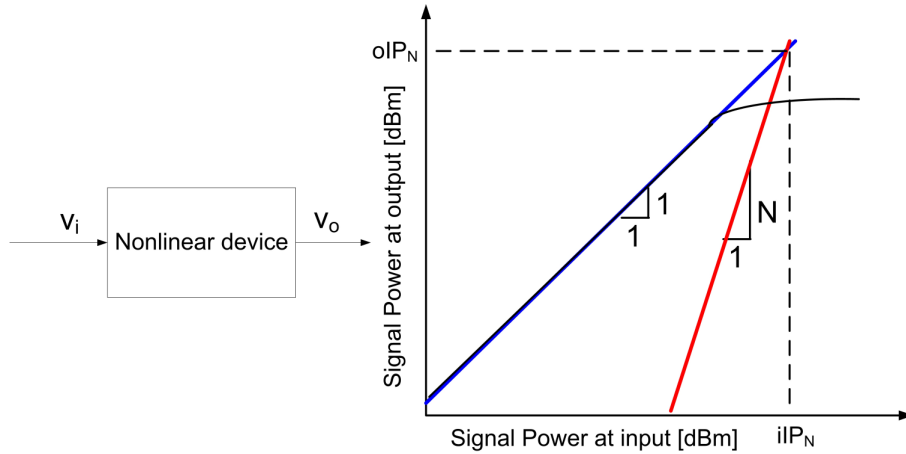 vi
Nonlinear device
vo
Signal Power at output [dBm]
oIPN
1
1
N
1
Signal Power at input [dBm]
iIPN